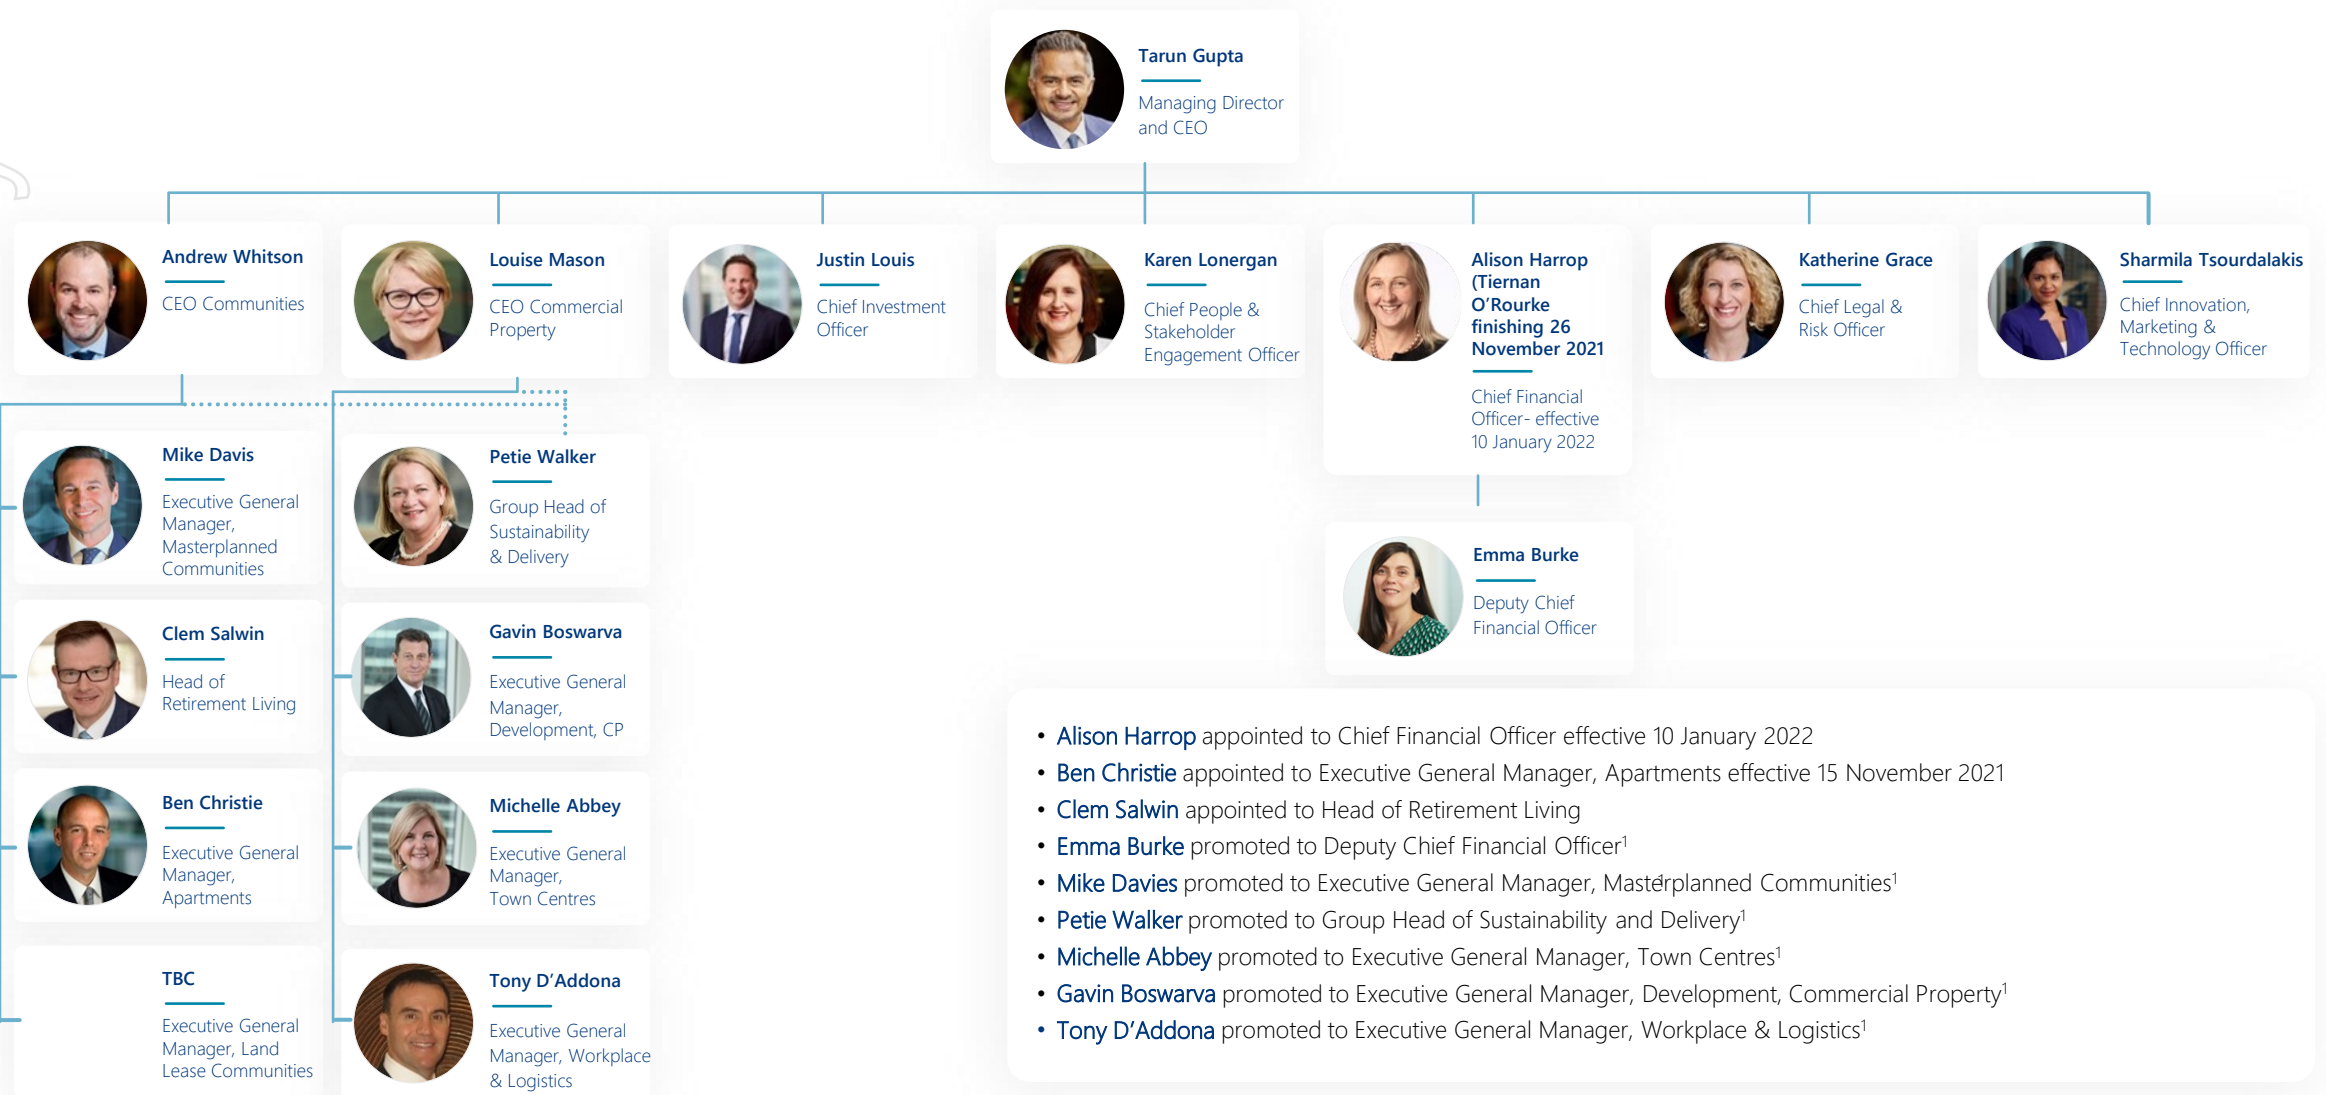 Tarun Gupta
Managing Director
and CEO
Andrew Whitson
CEO Communities
Louise Mason
CEO Commercial
Property
Justin Louis
Chief Investment
Officer
Karen Lonergan
Chief People &
Stakeholder
Engagement Officer
Alison Harrop
(Tiernan
O'Rourke
finishing 26
November 2021
Chief Financial
Officer- effective
10 January 2022
Katherine Grace
Chief Legal &
Risk Officer
Sharmila Tsourdalakis
Chief Innovation,
Marketing &
Technology Officer
Mike Davis
Executive General
Manager,
Masterplanned
Communities
Petie Walker
Group Head of
Sustainability
& Delivery
Emma Burke
Deputy Chief
Financial Officer
Clem Salwin
Head of
Retirement Living
Gavin Boswarva
Executive General
Manager,
Development, CP
Ben Christie
Executive General
Manager,
Apartments
Michelle Abbey
Executive General
Manager,
Town Centres
TBC
Executive General
Manager, Land
Lease Communities
Tony D'Addona
Executive General
Manager, Workplace
& Logistics
• Alison Harrop appointed to Chief Financial Officer effective 10 January 2022
• Ben Christie appointed to Executive General Manager, Apartments effective 15 November 2021
• Clem Salwin appointed to Head of Retirement Living
• Emma Burke promoted to Deputy Chief Financial Officer¹
• Mike Davies promoted to Executive General Manager, Masterplanned Communities¹
• Petie Walker promoted to Group Head of Sustainability and Delivery¹
• Michelle Abbey promoted to Executive General Manager, Town Centres¹
• Gavin Boswarva promoted to Executive General Manager, Development, Commercial Property¹
• Tony D'Addona promoted to Executive General Manager, Workplace & Logistics¹